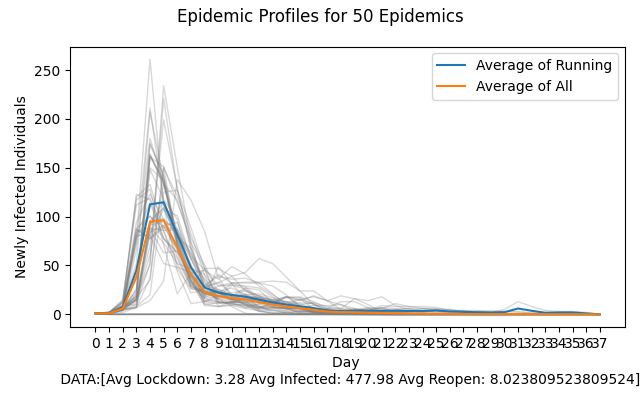 Epidemic Profiles for 50 Epidemics
Average of Running
Average of All
Newly Infected Individuals
250
200
150
100
50
0
0 1 2 3 4 5 6 7 8 9 10 11 12 13 14 15 16 17 18 19 20 21 22 23 24 25 26 27 28 29 30 31 32 33 34 35 36 37
Day
DATA:[Avg Lockdown: 3.28 Avg Infected: 477.98 Avg Reopen: 8.023809523809524]